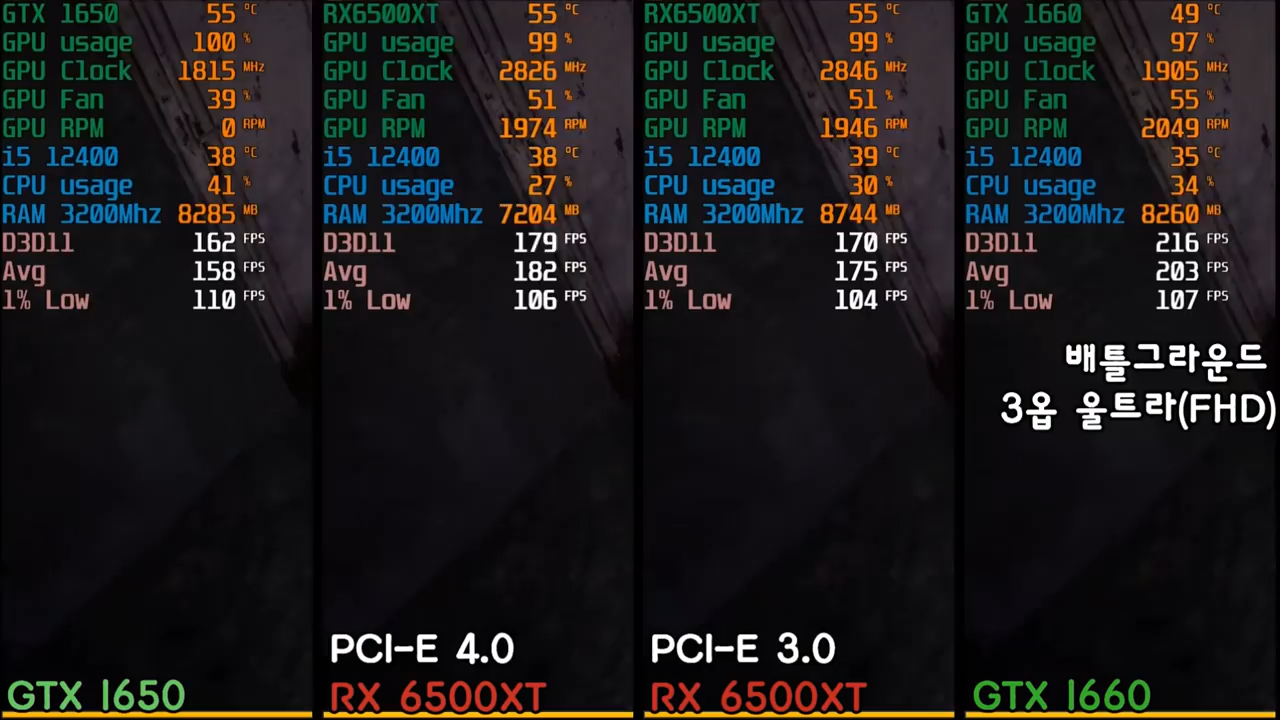 GTX 1650 55 °C
GPU usage 100 %
GPU Clock 1815 MHz
GPU Fan 39 %
GPU RPM 0 RPM
i5 12400 38 °C
CPU usage 41 %
RAM 3200Mhz 8285 MB
D3D11 162 FPS
Avg 158 FPS
1% Low 110 FPS
GTX 1650
RX6500XT 55 °C
GPU usage 99 %
GPU Clock 2826 MHz
GPU Fan 51 %
GPU RPM 1974 RPM
i5 12400 38 °C
CPU usage 27 %
RAM 3200Mhz 7204 MB
D3D11 179 FPS
Avg 182 FPS
1% Low 106 FPS
PCI-E 4.0
RX 6500XT
RX6500XT 55 °C
GPU usage 99 %
GPU Clock 2846 MHz
GPU Fan 51 %
GPU RPM 1946 RPM
i5 12400 39 °C
CPU usage 30 %
RAM 3200Mhz 8744 MB
D3D11 170 FPS
Avg 175 FPS
1% Low 104 FPS
PCI-E 3.0
RX 6500XT
GTX 1660 49 °C
GPU usage 97 %
GPU Clock 1905 MHz
GPU Fan 55 %
GPU RPM 2049 RPM
i5 12400 35 °C
CPU usage 34 %
RAM 3200Mhz 8260 MB
D3D11 216 FPS
Avg 203 FPS
1% Low 107 FPS
배틀그라운드
3옵 울트라(FHD)
GTX 1660